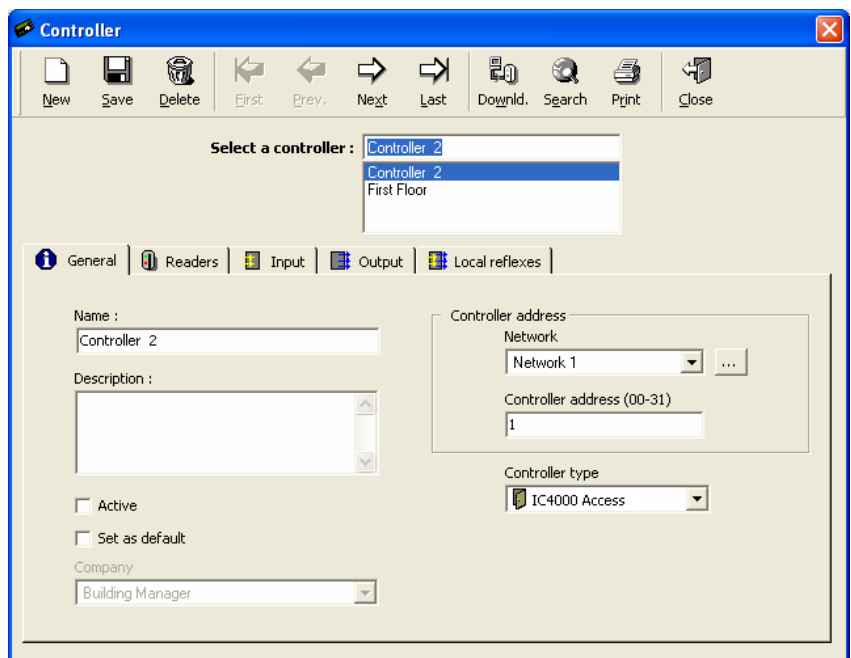 Controller
New Save Delete First Prev. Next Last Downld. Search Print Close
Select a controller : Controller 2
Controller 2
First Floor
General Readers Input Output Local reflexes
Name :
Controller 2
Description :
Active
Set as default
Company
Building Manager
Controller address
Network
Network 1 ...
Controller address (00-31)
1
Controller type
IC4000 Access